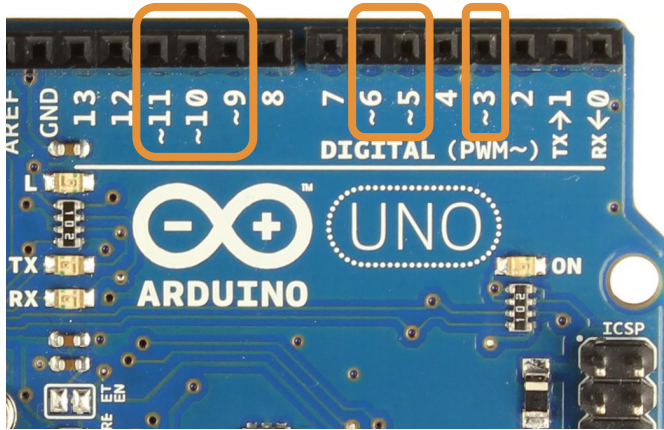 AREF
GND
13
12
~11
~10
~9
8
7
~6
~5
4
~3
2
TX→1
RX←0
DIGITAL (PWM~)
L
TX
RX
™
UNO
ARDUINO
ON
ICSP